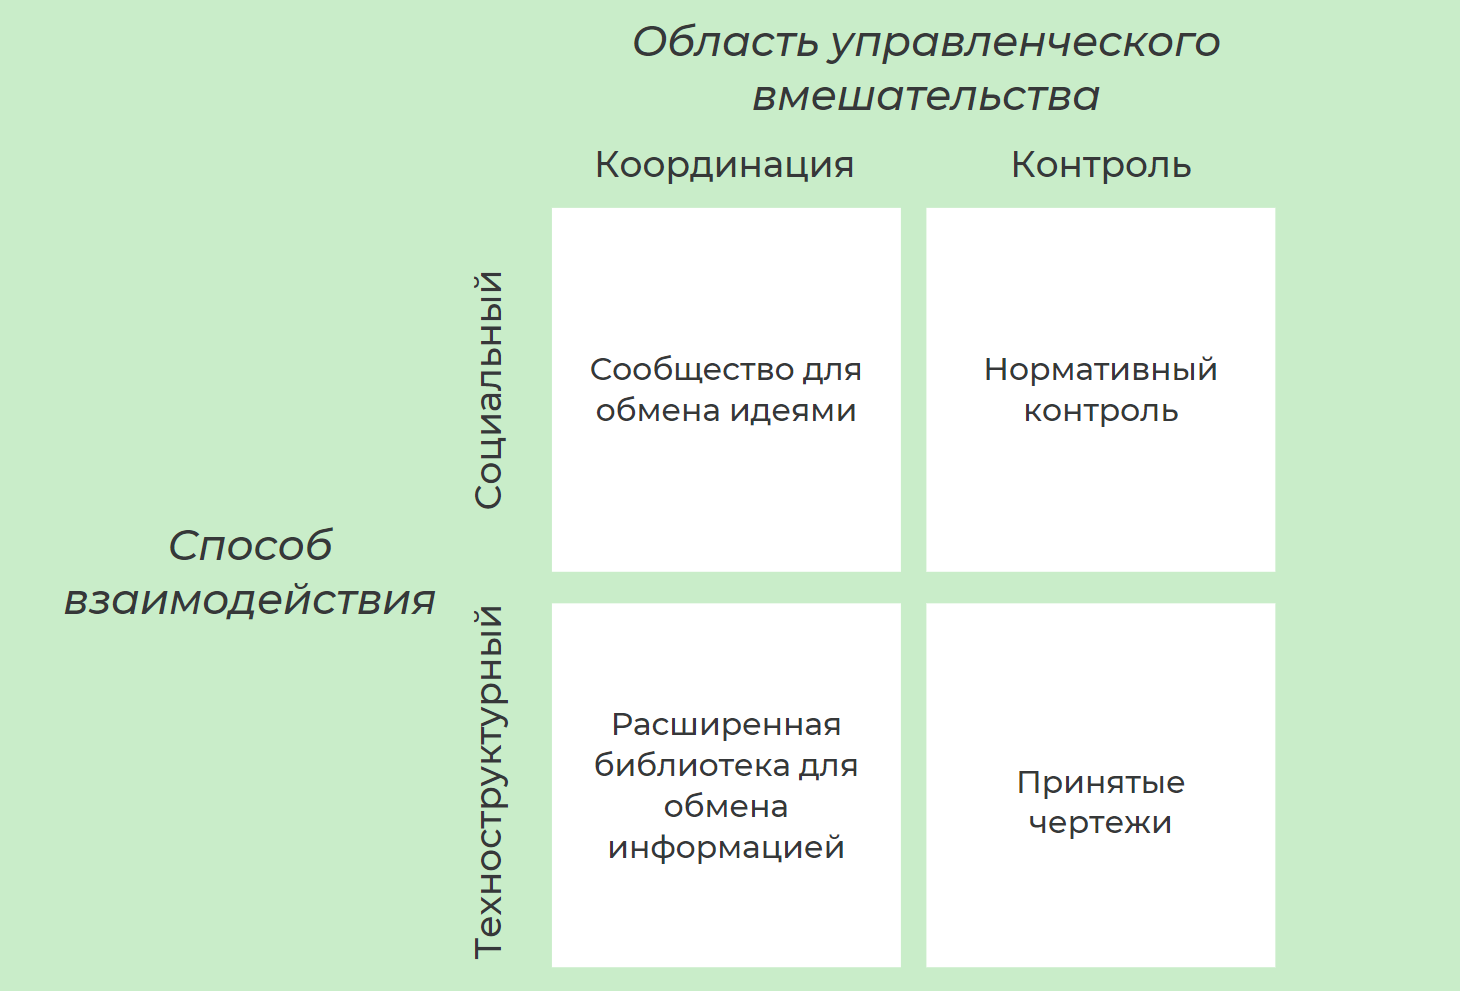 Область управленческого
вмешательства
Координация
Контроль
Социальный
Сообщество для
обмена идеями
Нормативный
контроль
Способ
взаимодействия
Техноструктурный
Расширенная
библиотека для
обмена
информацией
Принятые
чертежи